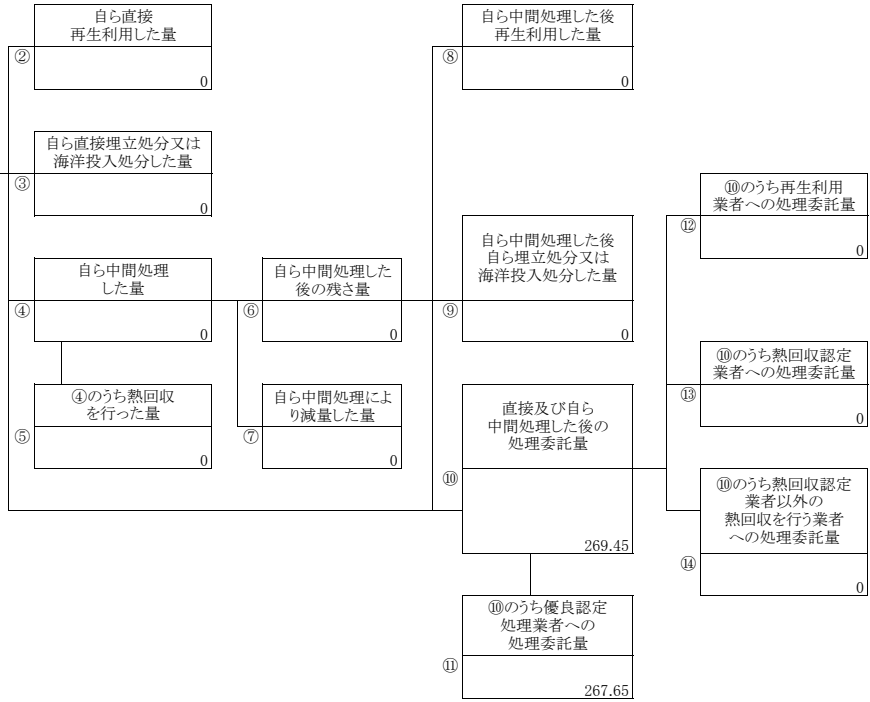 自ら直接
再生利用した量
②
0
自ら直接埋立処分又は
海洋投入処分した量
③
0
自ら中間処理
した量
④
0
④のうち熱回収
を行った量
⑤
0
自ら中間処理した
後の残さ量
⑥
0
自ら中間処理によ
り減量した量
⑦
0
自ら中間処理した後
再生利用した量
⑧
0
自ら中間処理した後
自ら埋立処分又は
海洋投入処分した量
⑨
0
直接及び自ら
中間処理した後の
処理委託量
⑩
269.45
⑩のうち優良認定
処理業者への
処理委託量
⑪
267.65
⑩のうち再生利用
業者への処理委託量
⑫
0
⑩のうち熱回収認定
業者への処理委託量
⑬
0
⑩のうち熱回収認定
業者以外の
熱回収を行う業者
への処理委託量
⑭
0